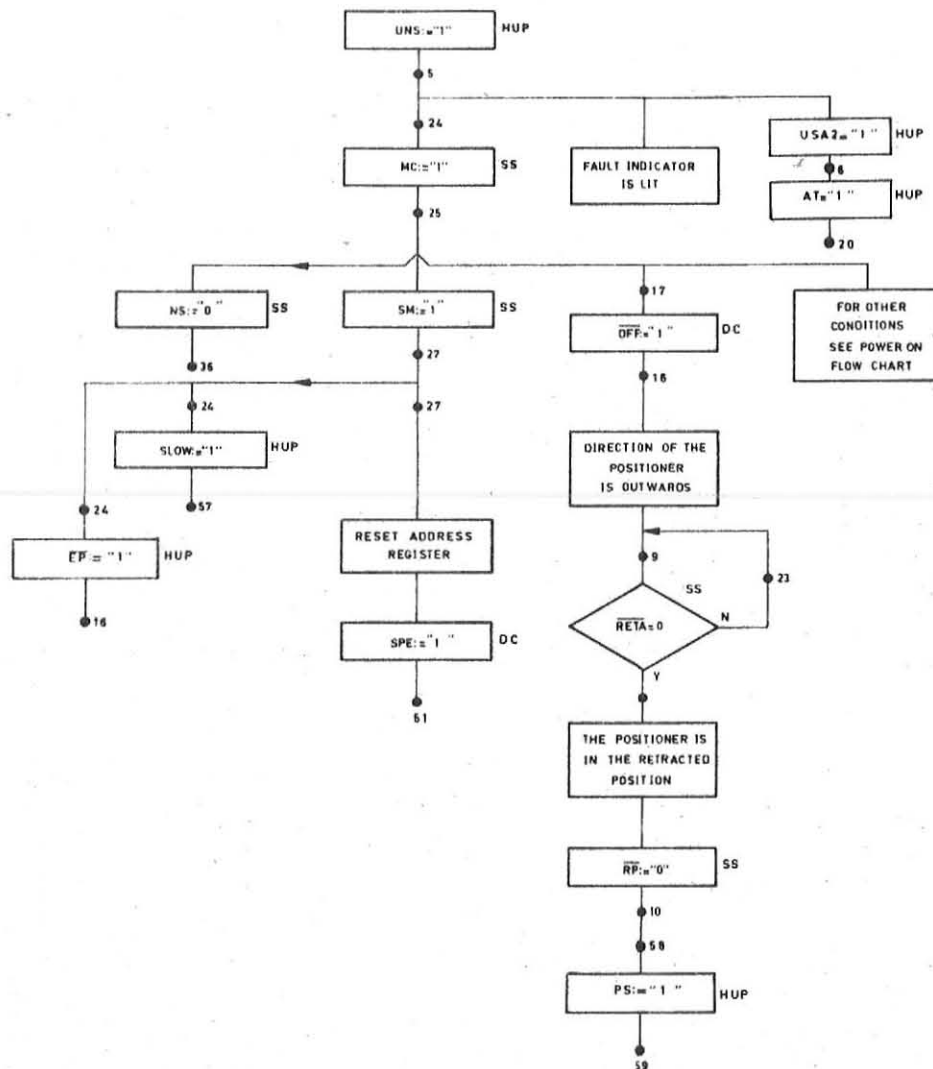 UNS:="1" HUP
5
24
MC:="1" SS
FAULT INDICATOR
IS LIT
USA2="1" HUP
6
AT="1" HUP
20
25
NS:="0" SS
36
SM:="1" SS
27
17
OFF:="1" DC
16
FOR OTHER
CONDITIONS
SEE POWER ON
FLOW CHART
24
SLOW:="1" HUP
57
24
EP:="1" HUP
16
27
RESET ADDRESS
REGISTER
SPE:="1" DC
61
DIRECTION OF THE
POSITIONER
IS OUTWARDS
9
23
SS
RETA=0 N
Y
THE POSITIONER IS
IN THE RETRACTED
POSITION
RP:="0" SS
10
58
PS:="1" HUP
59